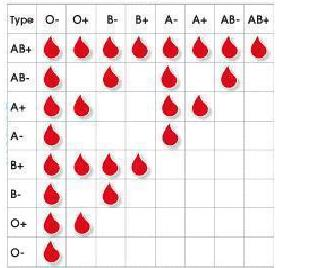 Type O- O+ B- B+ A- A+ AB- AB+
AB+
AB-
A+
A-
B+
B-
O+
O-